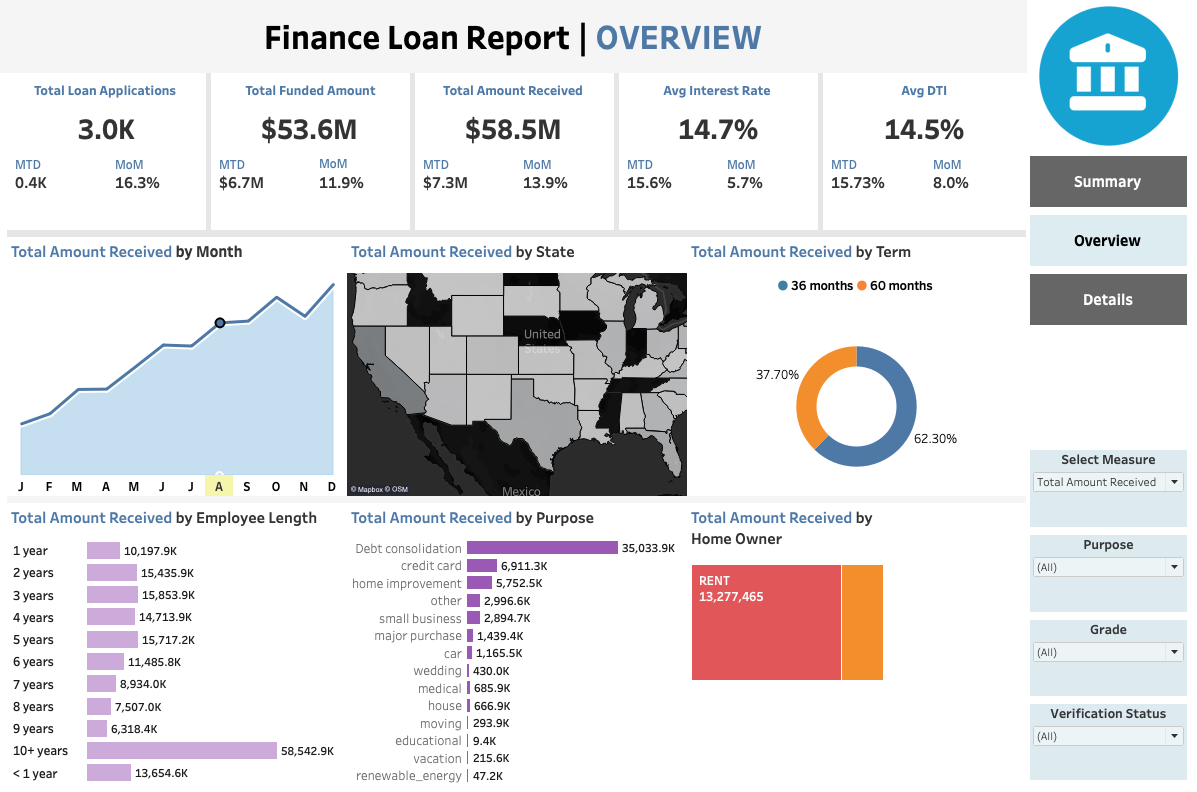 Finance Loan Report | OVERVIEW
Total Loan Applications
3.0K
MTD MoM
0.4K 16.3%
Total Funded Amount
$53.6M
MTD MoM
$6.7M 11.9%
Total Amount Received
$58.5M
MTD MoM
$7.3M 13.9%
Avg Interest Rate
14.7%
MTD MoM
15.6% 5.7%
Avg DTI
14.5%
MTD MoM
15.73% 8.0%
Summary
Overview
Details
Total Amount Received by Month
J F M A M J J A S O N D
Total Amount Received by State
United
States
Mexico
© Mapbox © OSM
Total Amount Received by Term
36 months 60 months
37.70%
62.30%
Total Amount Received by Employee Length
1 year 10,197.9K
2 years 15,435.9K
3 years 15,853.9K
4 years 14,713.9K
5 years 15,717.2K
6 years 11,485.8K
7 years 8,934.0K
8 years 7,507.0K
9 years 6,318.4K
10+ years 58,542.9K
< 1 year 13,654.6K
Total Amount Received by Purpose
Debt consolidation 35,033.9K
credit card 6,911.3K
home improvement 5,752.5K
other 2,996.6K
small business 2,894.7K
major purchase 1,439.4K
car 1,165.5K
wedding 430.0K
medical 685.9K
house 666.9K
moving 293.9K
educational 9.4K
vacation 215.6K
renewable_energy 47.2K
Total Amount Received by
Home Owner
RENT
13,277,465
Select Measure
Total Amount Received
Purpose
(All)
Grade
(All)
Verification Status
(All)